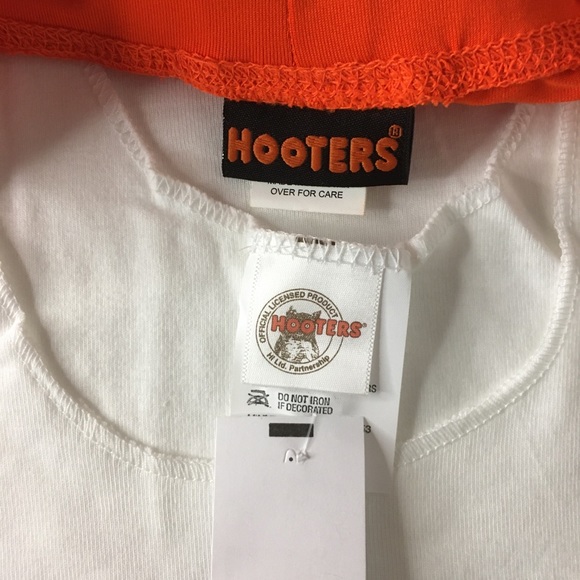 HOOTERS®
OVER FOR CARE
OFFICIAL LICENSED PRODUCT
HOOTERS
HI Ltd. Partnership
DO NOT IRON
IF DECORATED